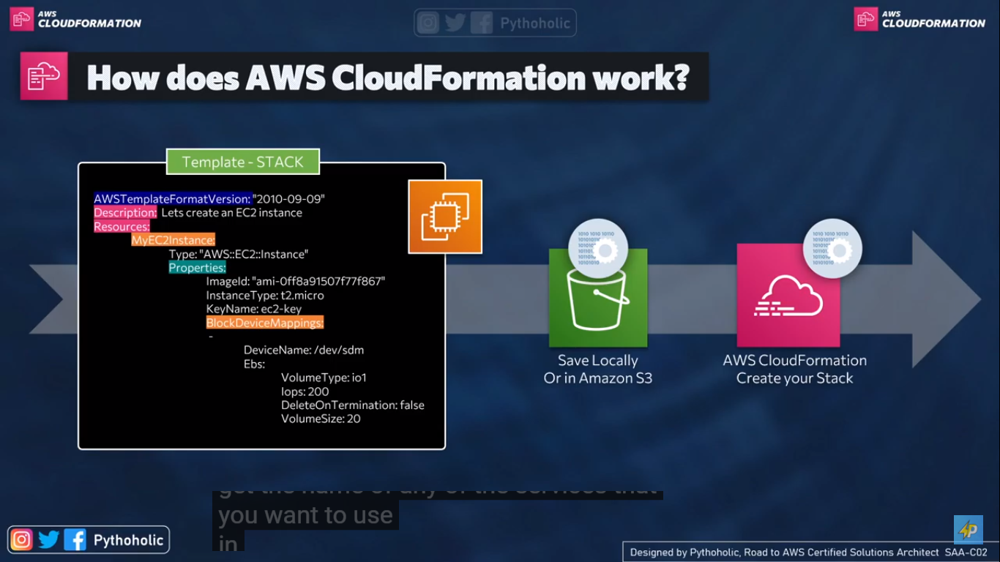 AWS
CLOUDFORMATION
Pythoholic
AWS
CLOUDFORMATION
How does AWS CloudFormation work?
Template - STACK
AWSTemplateFormatVersion: "2010-09-09"
Description: Lets create an EC2 instance
Resources:
MyEC2Instance:
Type: "AWS::EC2::Instance"
Properties:
ImageId: "ami-0ff8a91507f77f867"
InstanceType: t2.micro
KeyName: ec2-key
BlockDeviceMappings:
-
DeviceName: /dev/sdm
Ebs:
VolumeType: io1
Iops: 200
DeleteOnTermination: false
VolumeSize: 20
Save Locally
Or in Amazon S3
AWS CloudFormation
Create your Stack
got the name of any of the services that
you want to use
in
Pythoholic
Designed by Pythoholic, Road to AWS Certified Solutions Architect SAA-C02